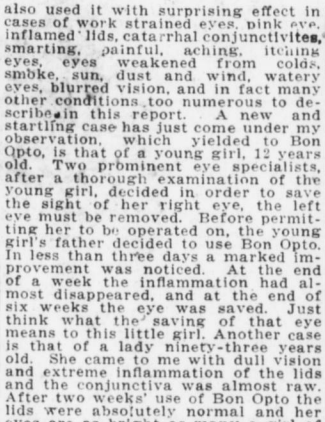 also used it with surprising effect in
cases of work strained eyes, pink eye,
inflamed lids, catarrhal conjunctivites,
smarting, painful, aching, itching
eyes, eyes weakened from colds,
smoke, sun, dust and wind, watery
eyes, blurred vision, and in fact many
other conditions too numerous to de-
scribe in this report. A new and
startling case has just come under my
observation, which yielded to Bon
Opto, is that of a young girl, 12 years
old. Two prominent eye specialists,
after a thorough examination of the
young girl, decided in order to save
the sight of her right eye, the left
eye must be removed. Before permit-
ting her to be operated on, the young
girl's father decided to use Bon Opto.
In less than three days a marked im-
provement was noticed. At the end
of a week the inflammation had al-
most disappeared, and at the end of
six weeks the eye was saved. Just
think what the saving of that eye
means to this little girl. Another case
is that of a lady ninety-three years
old. She came to me with dull vision
and extreme inflammation of the lids
and the conjunctiva was almost raw.
After two weeks' use of Bon Opto the
lids were absolutely normal and her